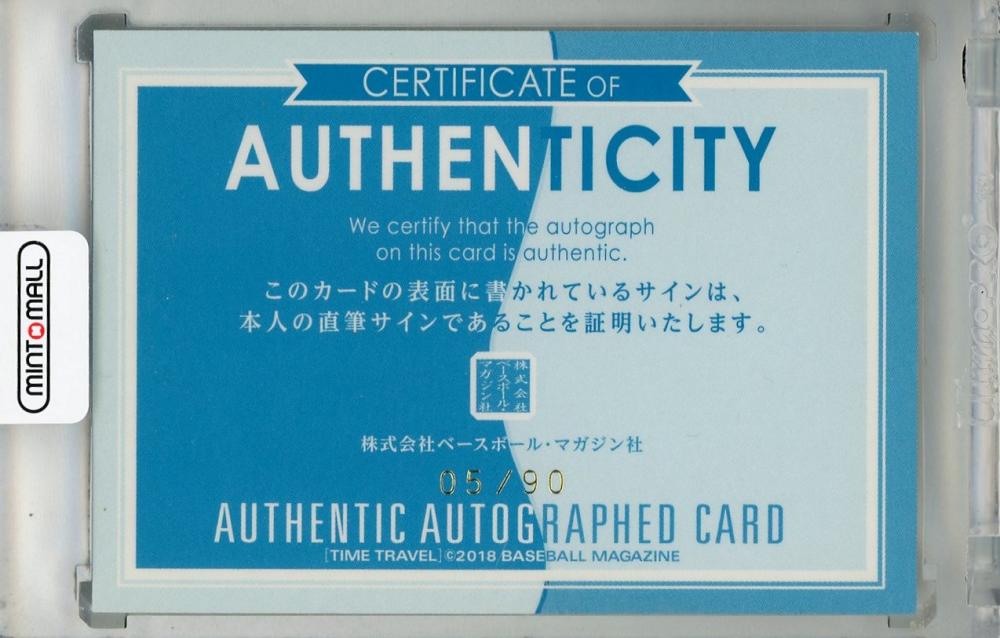 CERTIFICATE OF
AUTHENTICITY
We certify that the autograph
on this card is authentic.
このカードの表面に書かれているサインは、
本人の直筆サインであることを証明いたします。
株式会社
ベースボール・
マガジン社
株式会社ベースボール・マガジン社
05/90
AUTHENTIC AUTOGRAPHED CARD
[TIME TRAVEL]©2018 BASEBALL MAGAZINE
MINT MALL